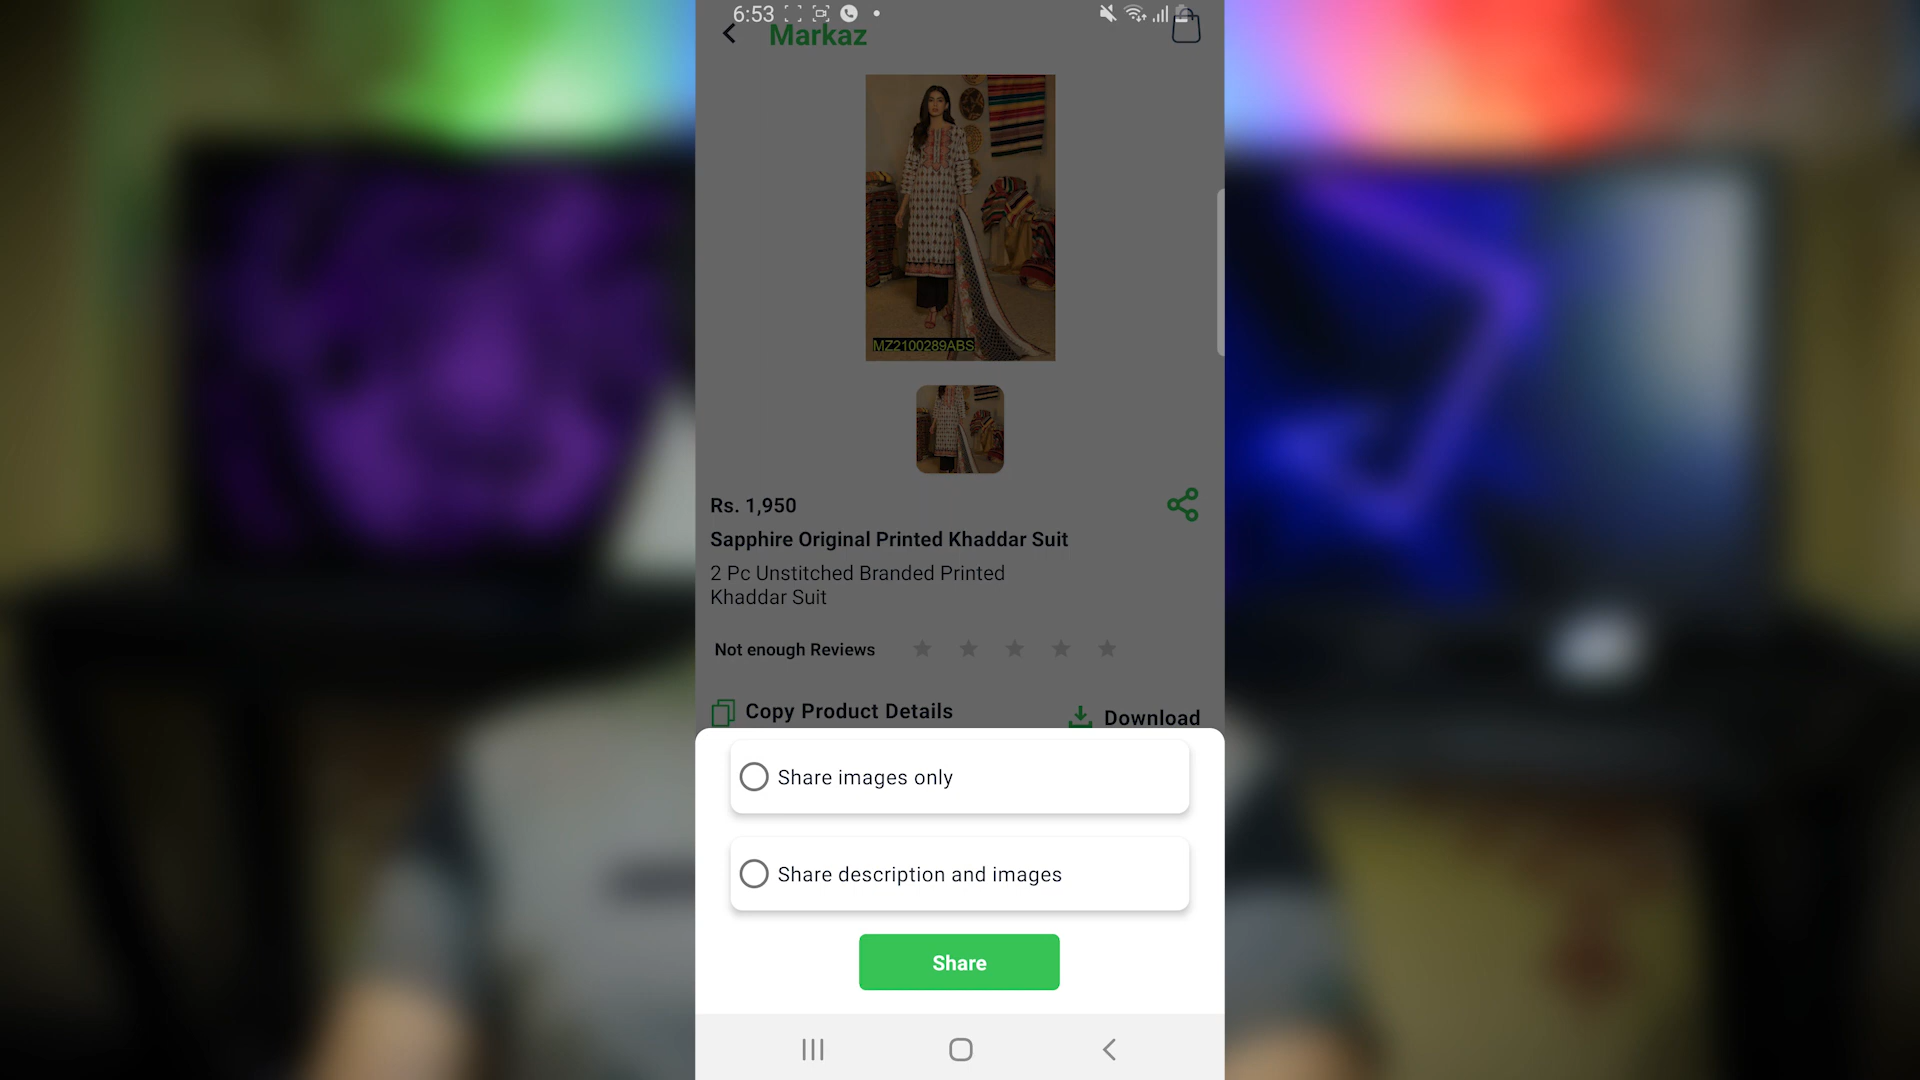 6:53
Markaz
MZ2100289ABS
Rs. 1,950
Sapphire Original Printed Khaddar Suit
2 Pc Unstitched Branded Printed
Khaddar Suit
Not enough Reviews
Copy Product Details
Download
Share images only
Share description and images
Share